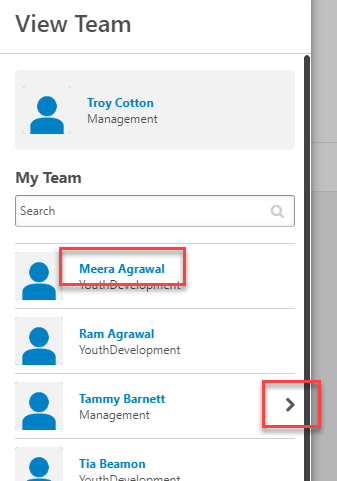 View Team
Troy Cotton
Management
My Team
Search
Meera Agrawal
YouthDevelopment
Ram Agrawal
YouthDevelopment
Tammy Barnett
Management
Tia Beamon